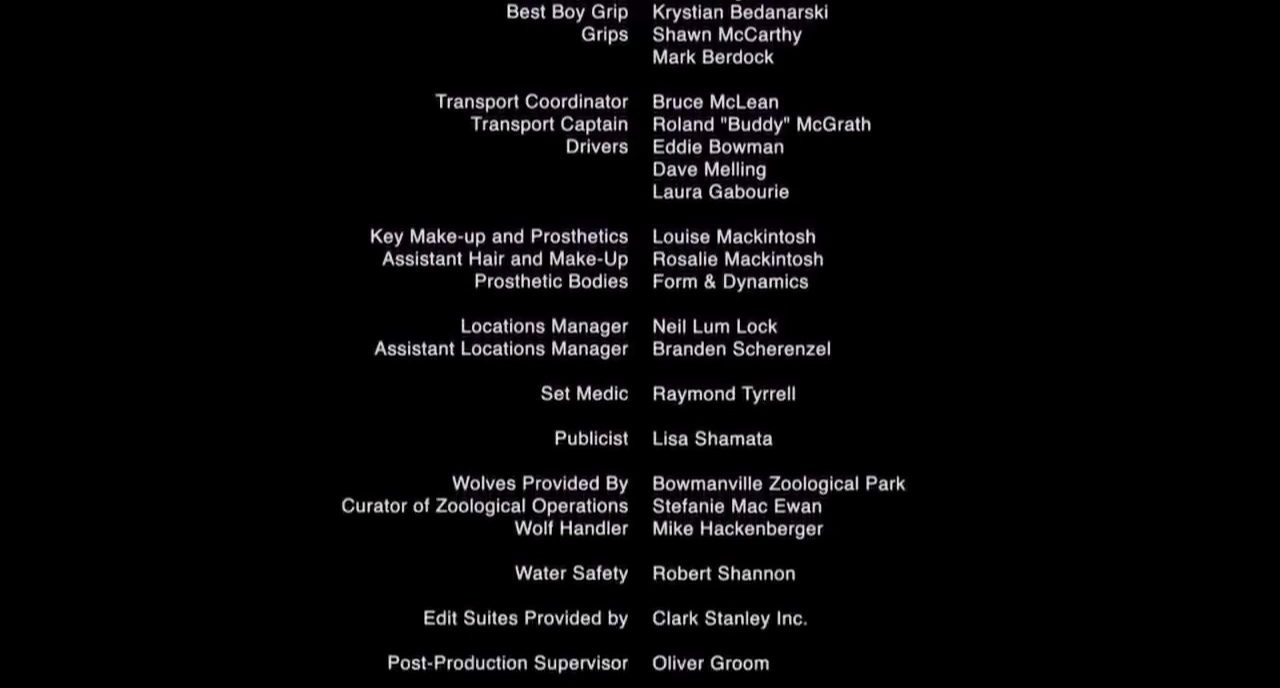 Best Boy Grip Krystian Bedanarski
Grips Shawn McCarthy
Mark Berdock
Transport Coordinator Bruce McLean
Transport Captain Roland "Buddy" McGrath
Drivers Eddie Bowman
Dave Melling
Laura Gabourie
Key Make-up and Prosthetics Louise Mackintosh
Assistant Hair and Make-Up Rosalie Mackintosh
Prosthetic Bodies Form & Dynamics
Locations Manager Neil Lum Lock
Assistant Locations Manager Branden Scherenzel
Set Medic Raymond Tyrrell
Publicist Lisa Shamata
Wolves Provided By Bowmanville Zoological Park
Curator of Zoological Operations Stefanie Mac Ewan
Wolf Handler Mike Hackenberger
Water Safety Robert Shannon
Edit Suites Provided by Clark Stanley Inc.
Post-Production Supervisor Oliver Groom